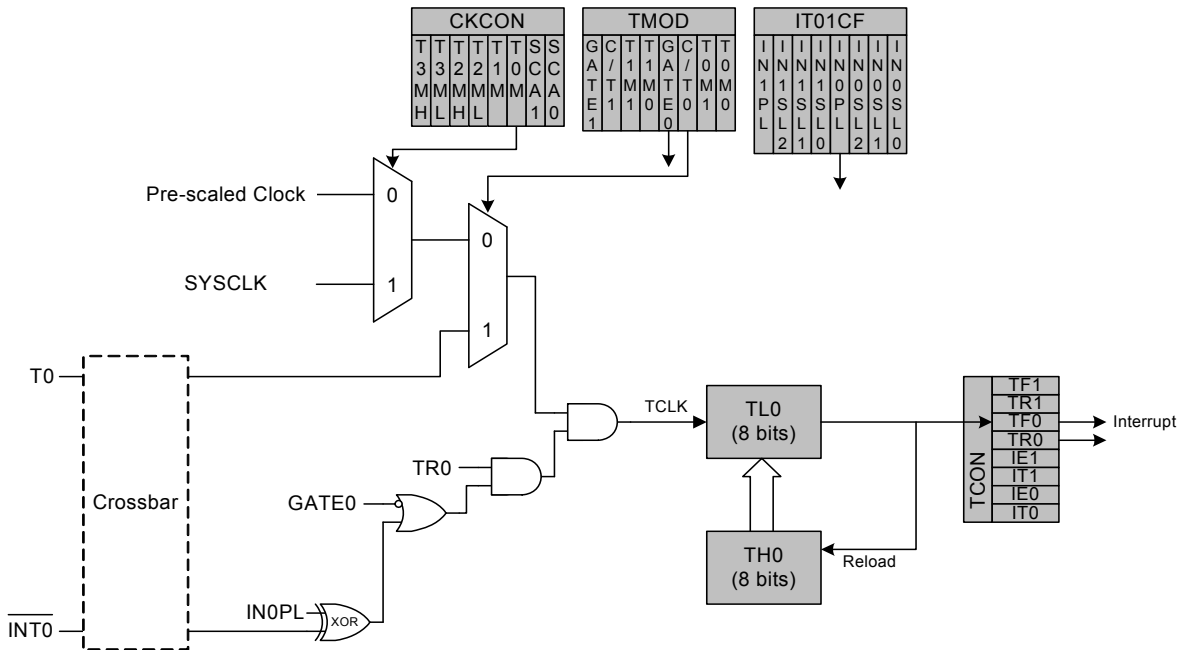 CKCON
T3MH
T3ML
T2MH
T2ML
T1M
T0M
SCA1
SCA0
TMOD
GATE1
C/T1
T1M1
T1M0
GATE0
C/T0
T0M1
T0M0
IT01CF
IN1PL
IN1SL2
IN1SL1
IN1SL0
IN0PL
IN0SL2
IN0SL1
IN0SL0
Pre-scaled Clock
0
SYSCLK
1
0
1
T0
Crossbar
INT0
GATE0
TR0
IN0PL
XOR
TCLK
TL0
(8 bits)
TH0
(8 bits)
Reload
TCON
TF1
TR1
TF0
TR0
IE1
IT1
IE0
IT0
Interrupt